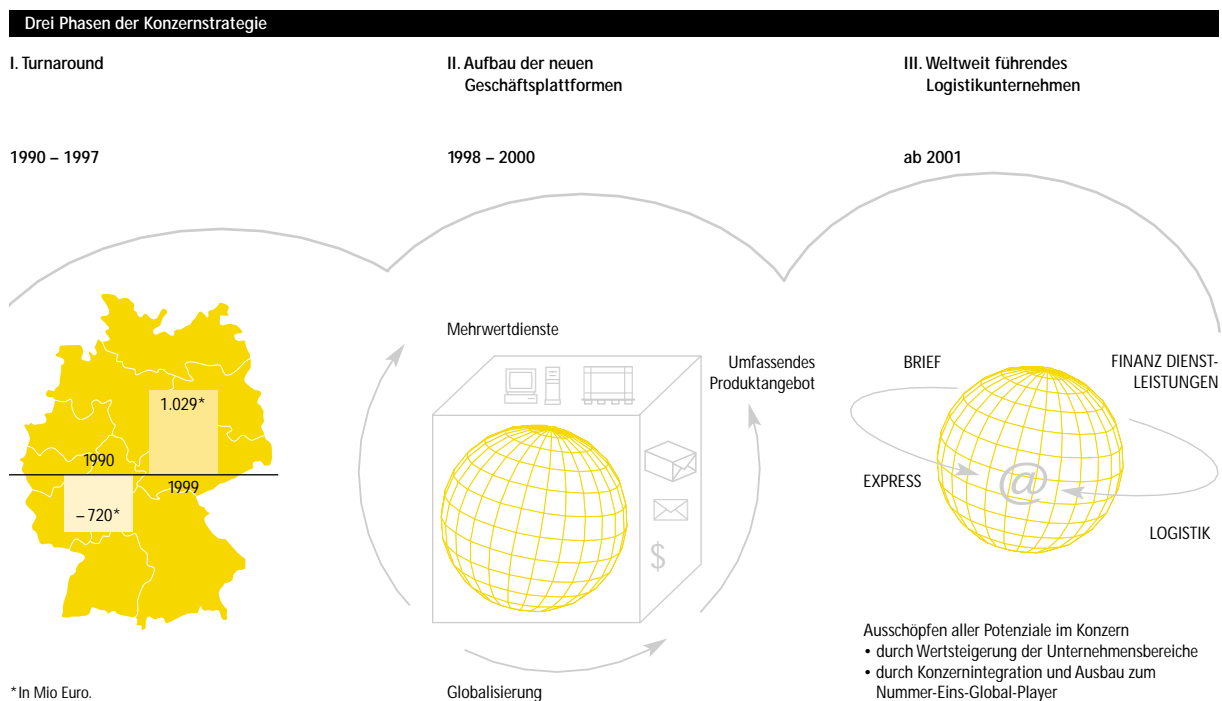 Drei Phasen der Konzernstrategie
I. Turnaround
1990 – 1997
1.029*
1990
1999
– 720*
*In Mio Euro.
II. Aufbau der neuen
Geschäftsplattformen
1998 – 2000
Mehrwertdienste
Umfassendes
Produktangebot
$
Globalisierung
III. Weltweit führendes
Logistikunternehmen
ab 2001
BRIEF
FINANZ DIENST-
LEISTUNGEN
@
EXPRESS
LOGISTIK
Ausschöpfen aller Potenziale im Konzern
• durch Wertsteigerung der Unternehmensbereiche
• durch Konzernintegration und Ausbau zum
Nummer-Eins-Global-Player